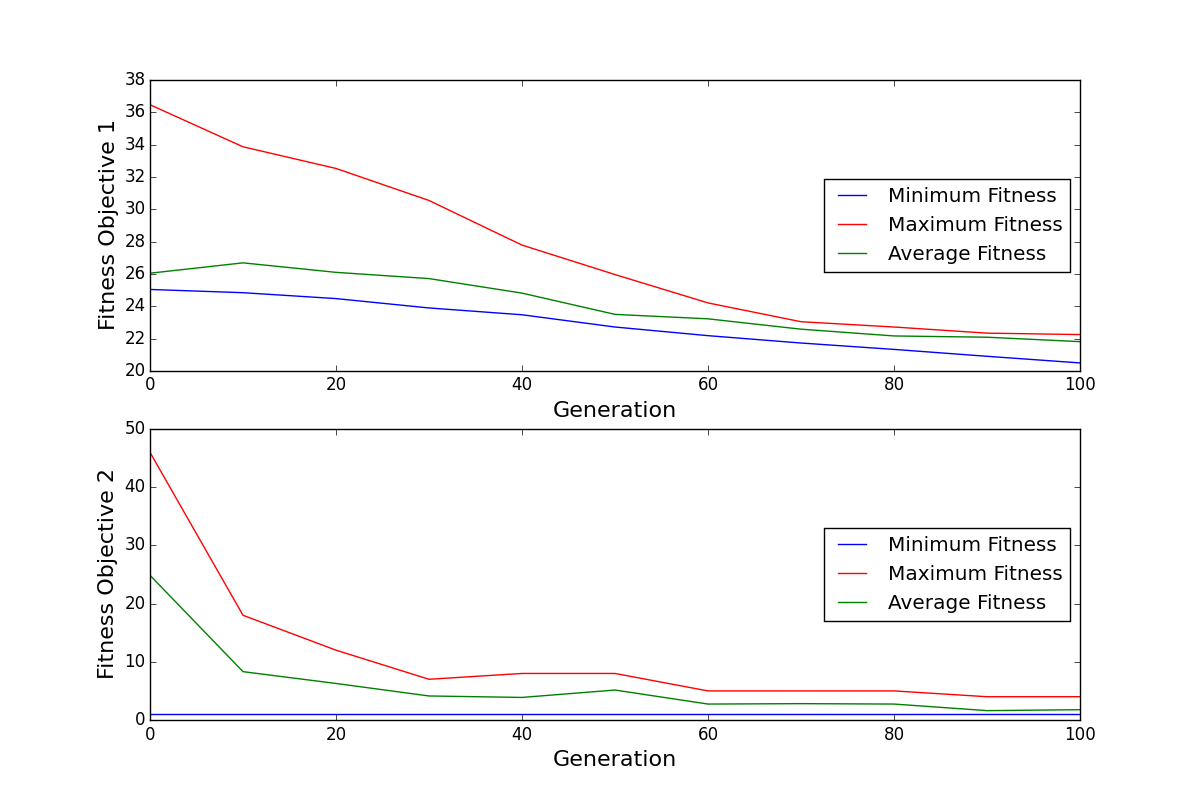 38
36
34
32
30
28
26
24
22
20
Fitness Objective 1
Minimum Fitness
Maximum Fitness
Average Fitness
0 20 40 60 80 100
Generation
50
40
30
20
10
0
Fitness Objective 2
Minimum Fitness
Maximum Fitness
Average Fitness
0 20 40 60 80 100
Generation